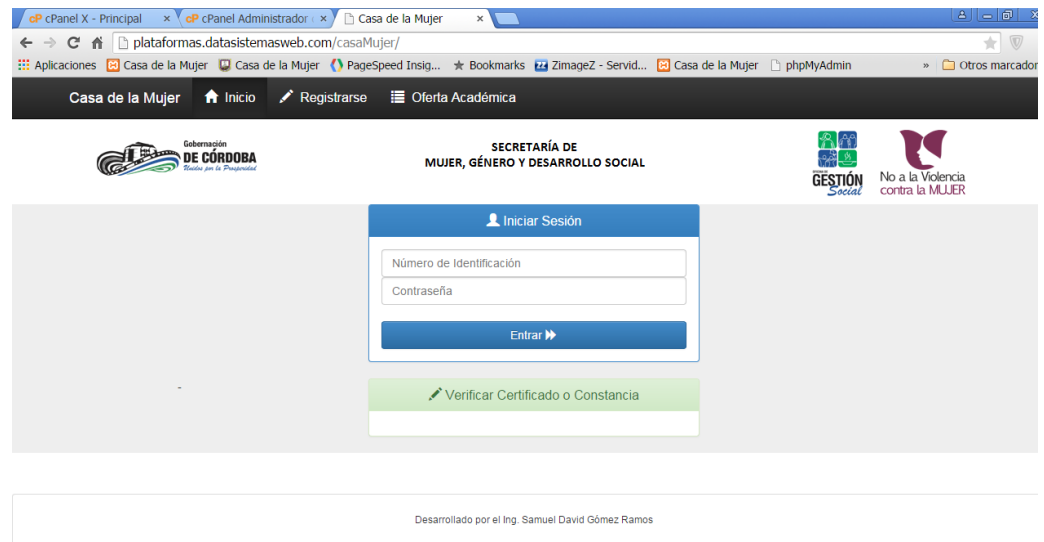 cPanel X - Principal
cPanel Administrador
Casa de la Mujer
plataformas.datasistemasweb.com/casaMujer/
Aplicaciones
Casa de la Mujer
Casa de la Mujer
PageSpeed Insig...
Bookmarks
ZimageZ - Servid...
Casa de la Mujer
phpMyAdmin
»
Otros marcador
Casa de la Mujer
Inicio
Registrarse
Oferta Académica
Gobernación
DE CÓRDOBA
Unidos por la Prosperidad
SECRETARÍA DE
MUJER, GÉNERO Y DESARROLLO SOCIAL
GESTIÓN
Social
No a la Violencia
contra la MUJER
Iniciar Sesión
Número de Identificación
Contraseña
Entrar
Verificar Certificado o Constancia
Desarrollado por el Ing. Samuel David Gómez Ramos